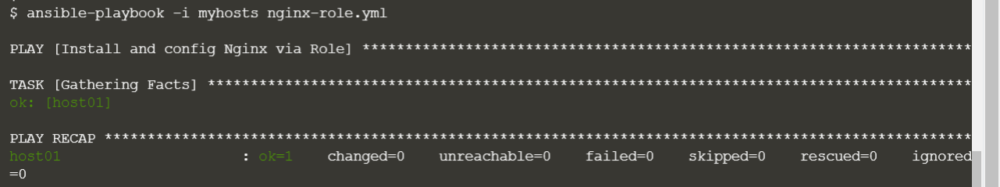 $ ansible-playbook -i myhosts nginx-role.yml
PLAY [Install and config Nginx via Role] ***********************************************************************
TASK [Gathering Facts] *****************************************************************************************
ok: [host01]
PLAY RECAP *****************************************************************************************************
host01                     : ok=1    changed=0    unreachable=0    failed=0    skipped=0    rescued=0    ignored
=0